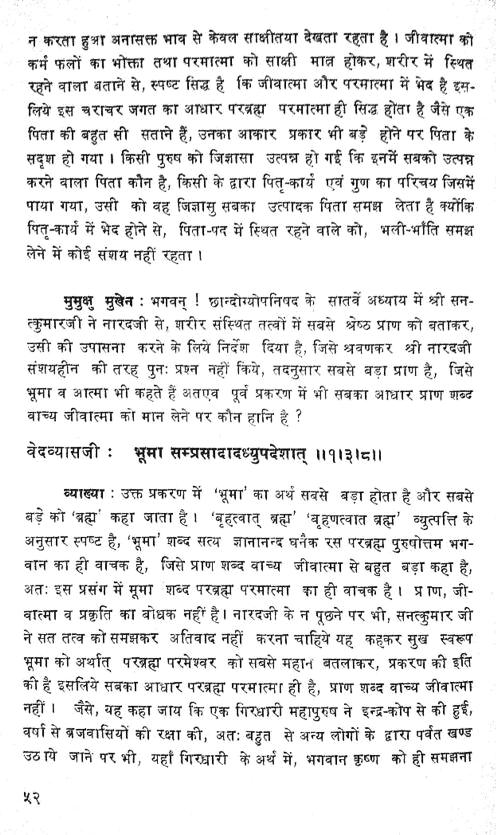 न करता हुआ अनासक्त भाव से केवल साक्षीतया देखता रहता है । जीवात्मा को
कर्म फलों का भोक्ता तथा परमात्मा को साक्षी मात्र होकर, शरीर में स्थित
रहने वाला बताने से, स्पष्ट सिद्ध है कि जीवात्मा और परमात्मा में भेद है इस-
लिये इस चराचर जगत का आधार परब्रह्म परमात्मा ही सिद्ध होता है जैसे एक
पिता की बहुत सी सताने हैं, उनका आकार प्रकार भी बड़े होने पर पिता के
सदृश हो गया । किसी पुरुष को जिज्ञासा उत्पन्न हो गई कि इनमें सबको उत्पन्न
करने वाला पिता कौन है, किसी के द्वारा पितृ-कार्य एवं गुण का परिचय जिसमें
पाया गया, उसी को वह जिज्ञासु सबका उत्पादक पिता समझ लेता है क्योंकि
पितृ-कार्य में भेद होने से, पिता-पद में स्थित रहने वाले को, भली-भाँति समझ
लेने में कोई संशय नहीं रहता ।
मुमुक्षु मुखेन : भगवन् ! छान्दोग्योपनिषद के सातवें अध्याय में श्री सन-
त्कुमारजी ने नारदजी से, शरीर संस्थित तत्वों में सबसे श्रेष्ठ प्राण को बताकर,
उसी की उपासना करने के लिये निर्देश दिया है, जिसे श्रवणकर श्री नारदजी
संशयहीन की तरह पुनः प्रश्न नहीं किये, तदनुसार सबसे बड़ा प्राण है, जिसे
भूमा व आत्मा भी कहते हैं अतएव पूर्व प्रकरण में भी सबका आधार प्राण शब्द
वाच्य जीवात्मा को मान लेने पर कौन हानि है ?
वेदव्यासजी : भूमा सम्प्रसादादध्युपदेशात् ॥१।३।८॥
व्याख्या : उक्त प्रकरण में 'भूमा' का अर्थ सबसे बड़ा होता है और सबसे
बड़े को 'ब्रह्म' कहा जाता है । 'बृहत्वात् ब्रह्म' 'बृहणत्वात ब्रह्म' व्युत्पत्ति के
अनुसार स्पष्ट है, 'भूमा' शब्द सत्य ज्ञानानन्द घनैक रस परब्रह्म पुरुषोत्तम भग-
वान का ही वाचक है, जिसे प्राण शब्द वाच्य जीवात्मा से बहुत बड़ा कहा है,
अतः इस प्रसंग में भूमा शब्द परब्रह्म परमात्मा का ही वाचक है । प्राण, जी-
वात्मा व प्रकृति का बोधक नहीं है । नारदजी के न पूछने पर भी, सनत्कुमार जी
ने सत तत्व को समझकर अतिवाद नहीं करना चाहिये यह कहकर सुख स्वरूप
भूमा को अर्थात् परब्रह्म परमेश्वर को सबसे महान बतलाकर, प्रकरण की इति
की है इसलिये सबका आधार परब्रह्म परमात्मा ही है, प्राण शब्द वाच्य जीवात्मा
नहीं । जैसे, यह कहा जाय कि एक गिरधारी महापुरुष ने इन्द्र-कोप से की हुई,
वर्षा से ब्रजवासियों की रक्षा की, अतः बहुत से अन्य लोगों के द्वारा पर्वत खण्ड
उठाये जाने पर भी, यहाँ गिरधारी के अर्थ में, भगवान कृष्ण को ही समझना
५२